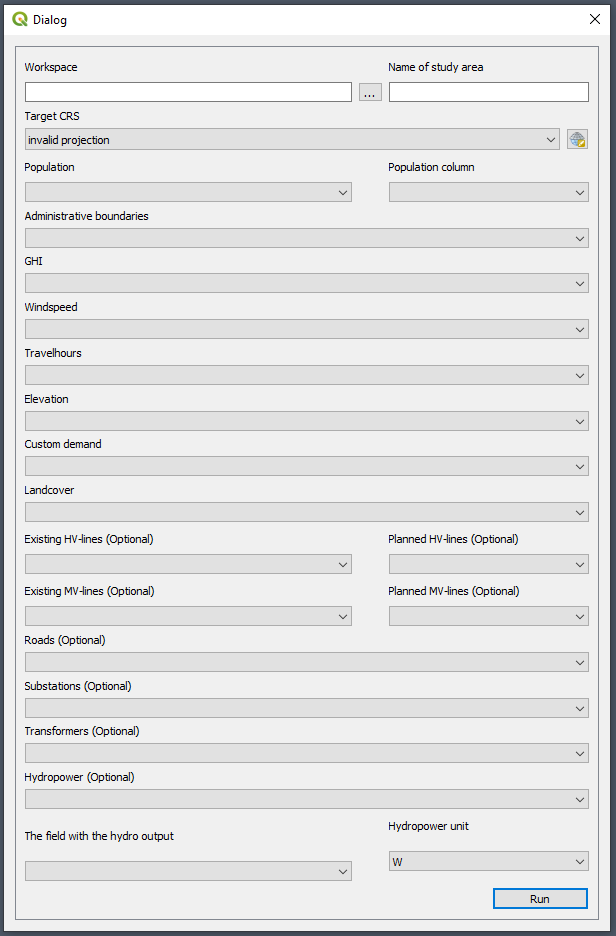 Dialog
Workspace
Name of study area
...
Target CRS
invalid projection
Population
Population column
Administrative boundaries
GHI
Windspeed
Travelhours
Elevation
Custom demand
Landcover
Existing HV-lines (Optional)
Planned HV-lines (Optional)
Existing MV-lines (Optional)
Planned MV-lines (Optional)
Roads (Optional)
Substations (Optional)
Transformers (Optional)
Hydropower (Optional)
The field with the hydro output
Hydropower unit
W
Run